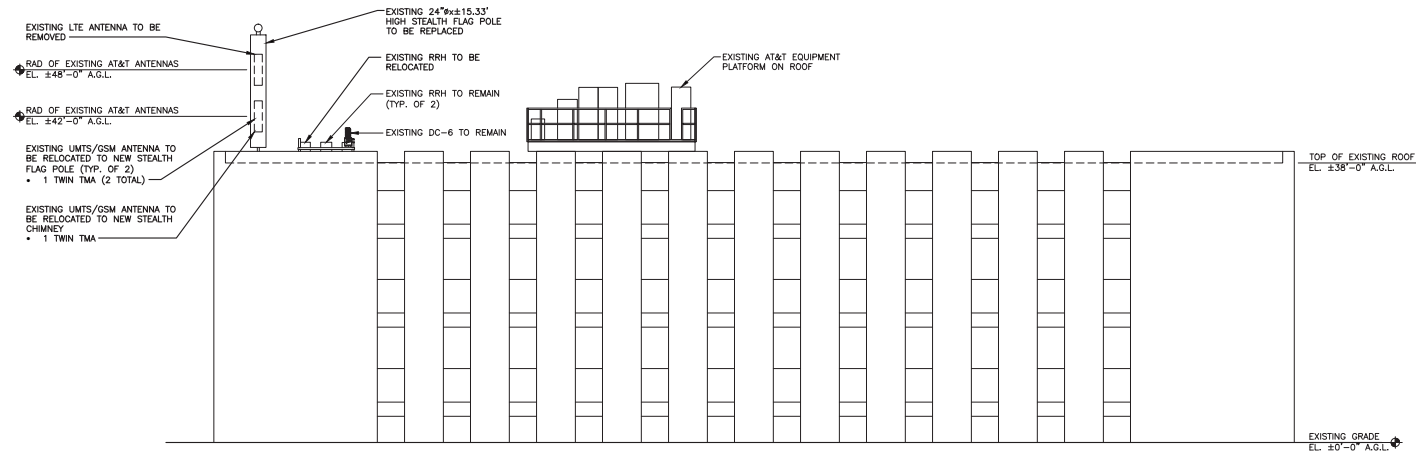 EXISTING LTE ANTENNA TO BE
REMOVED
RAD OF EXISTING AT&T ANTENNAS
EL. ±48'-0" A.G.L.
RAD OF EXISTING AT&T ANTENNAS
EL. ±42'-0" A.G.L.
EXISTING UMTS/GSM ANTENNA TO
BE RELOCATED TO NEW STEALTH
FLAG POLE (TYP. OF 2)
• 1 TWIN TMA (2 TOTAL)
EXISTING UMTS/GSM ANTENNA TO
BE RELOCATED TO NEW STEALTH
CHIMNEY
• 1 TWIN TMA
EXISTING 24"øx±15.33'
HIGH STEALTH FLAG POLE
TO BE REPLACED
EXISTING RRH TO BE
RELOCATED
EXISTING RRH TO REMAIN
(TYP. OF 2)
EXISTING DC-6 TO REMAIN
EXISTING AT&T EQUIPMENT
PLATFORM ON ROOF
TOP OF EXISTING ROOF
EL. ±38'-0" A.G.L.
EXISTING GRADE
EL. ±0'-0" A.G.L.